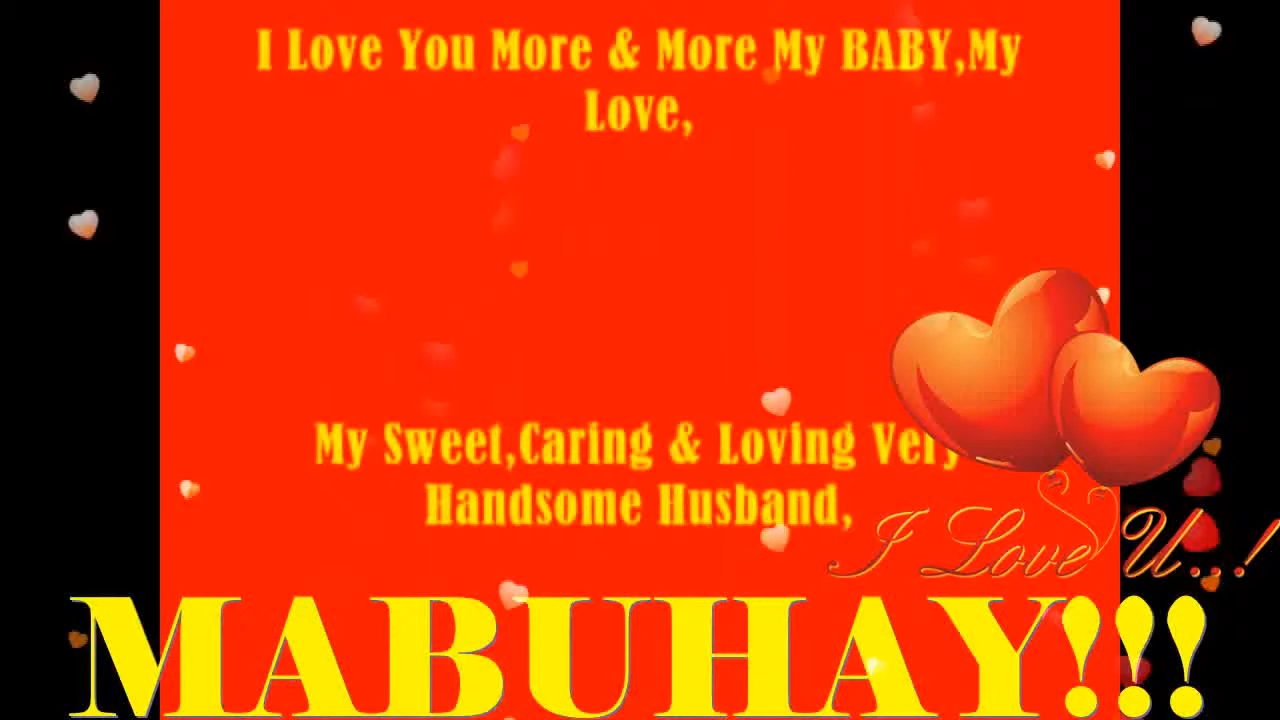 I Love You More & More My BABY,My
Love,
My Sweet,Caring & Loving Very
Handsome Husband,
I Love U...!
MABUHAY!!!